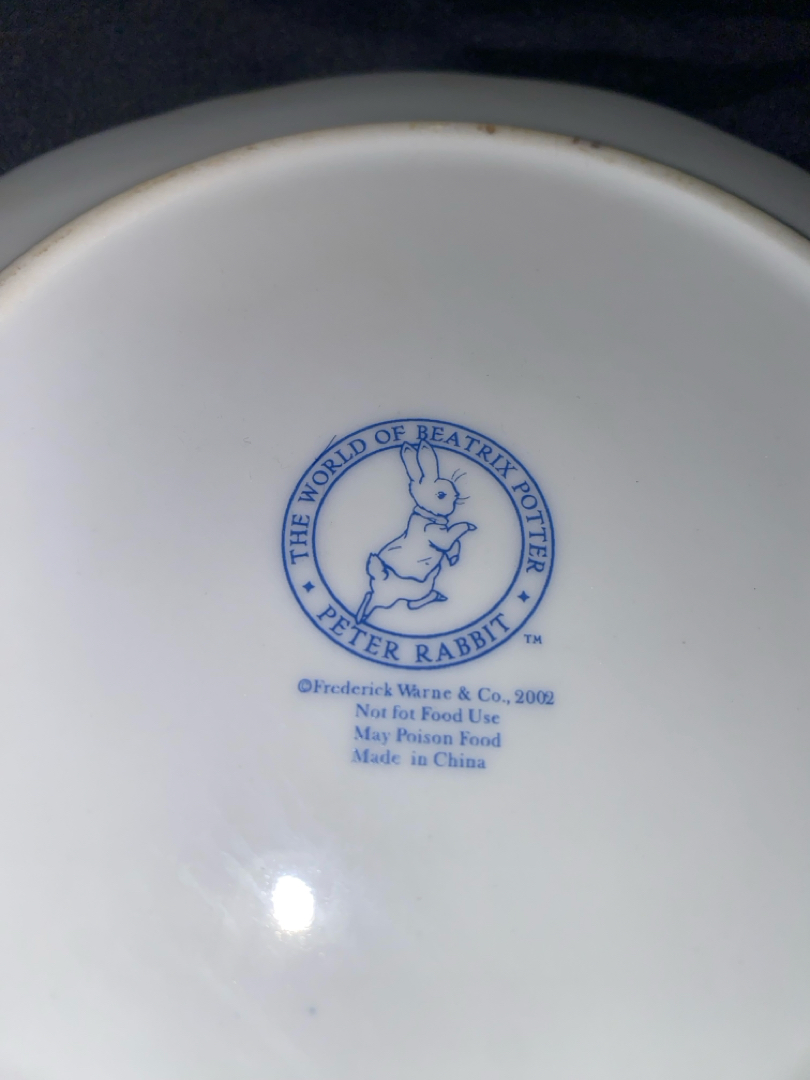 THE WORLD OF BEATRIX POTTER
PETER RABBIT
TM
©Frederick Warne & Co., 2002
Not fot Food Use
May Poison Food
Made in China